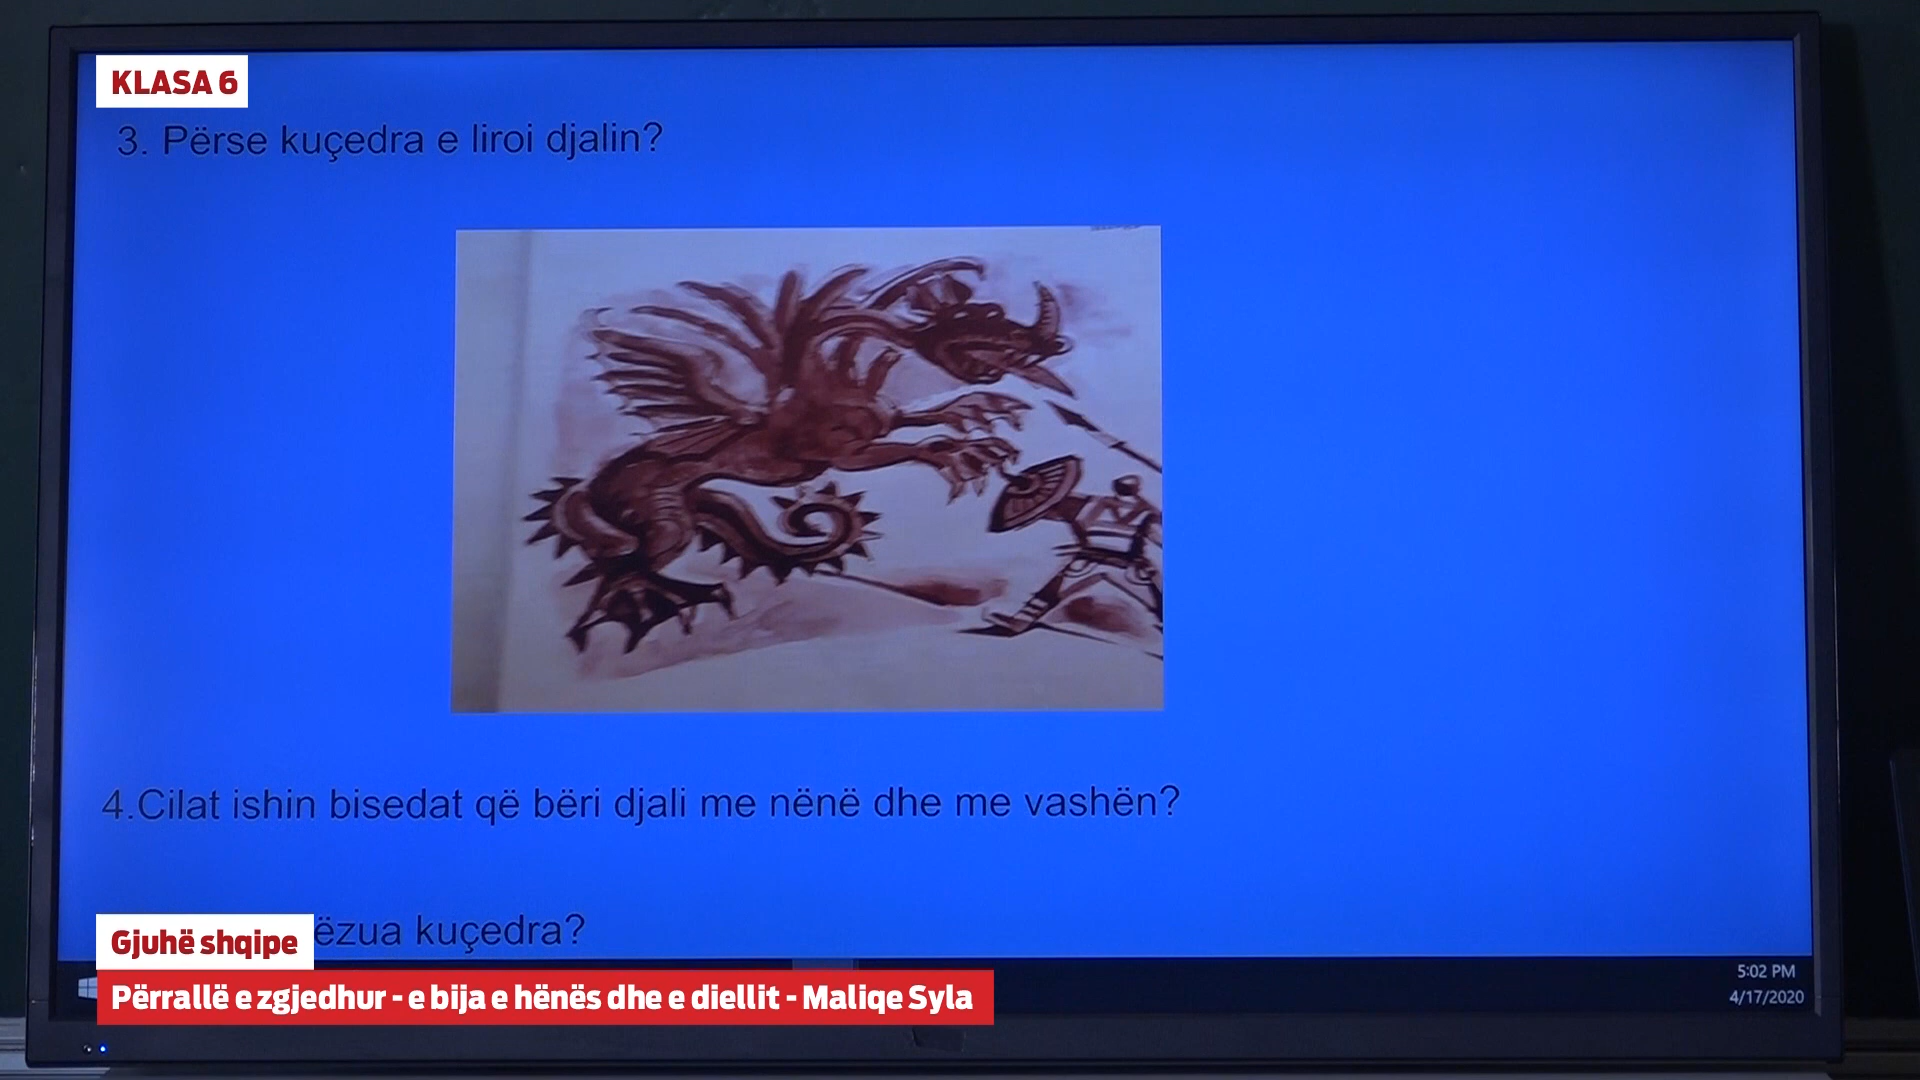 KLASA 6
3. Përse kuçedra e liroi djalin?
4.Cilat ishin bisedat që bëri djali me nënë dhe me vashën?
kuçedra?
Gjuhë shqipe
Përrallë e zgjedhur - e bija e hënës dhe e diellit - Maliqe Syla
5:02 PM
4/17/2020